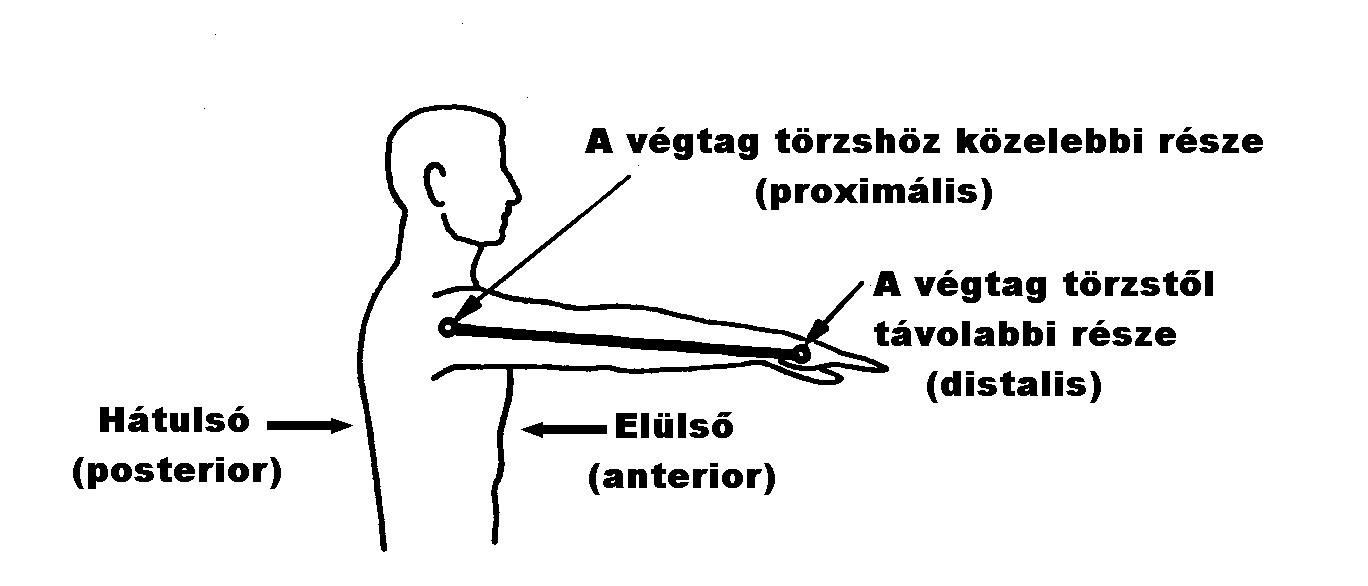 A végtag törzshöz közelebbi része
(proximális)
A végtag törzstől
távolabbi része
(distalis)
Hátulsó
(posterior)
Elülső
(anterior)